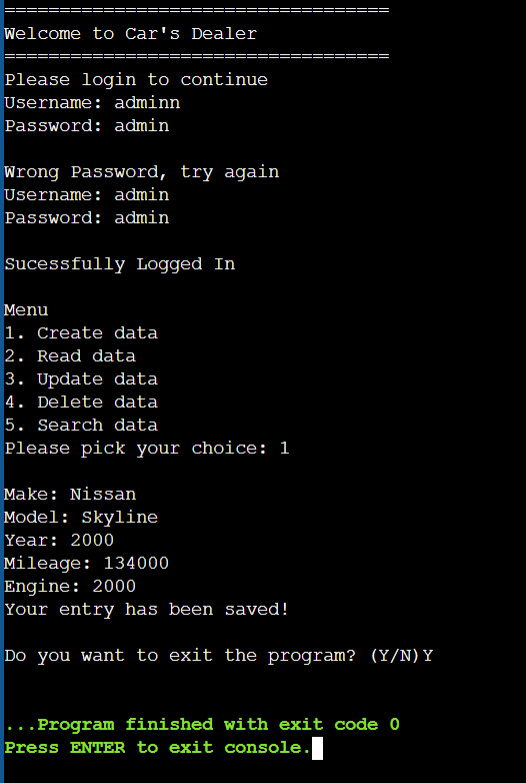 ===================================
Welcome to Car's Dealer
===================================
Please login to continue
Username: adminn
Password: admin
Wrong Password, try again
Username: admin
Password: admin
Sucessfully Logged In
Menu
1. Create data
2. Read data
3. Update data
4. Delete data
5. Search data
Please pick your choice: 1
Make: Nissan
Model: Skyline
Year: 2000
Mileage: 134000
Engine: 2000
Your entry has been saved!
Do you want to exit the program? (Y/N)Y
...Program finished with exit code 0
Press ENTER to exit console.